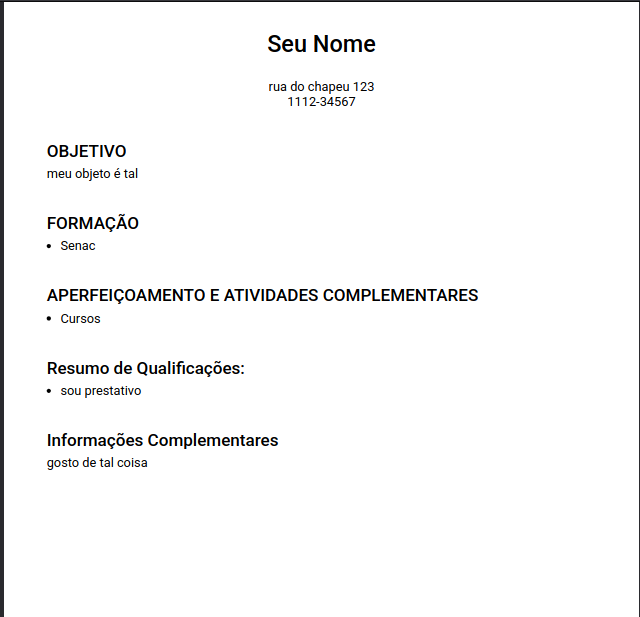 Seu Nome
rua do chapeu 123
1112-34567
OBJETIVO
meu objeto é tal
FORMAÇÃO
• Senac
APERFEIÇOAMENTO E ATIVIDADES COMPLEMENTARES
• Cursos
Resumo de Qualificações:
• sou prestativo
Informações Complementares
gosto de tal coisa